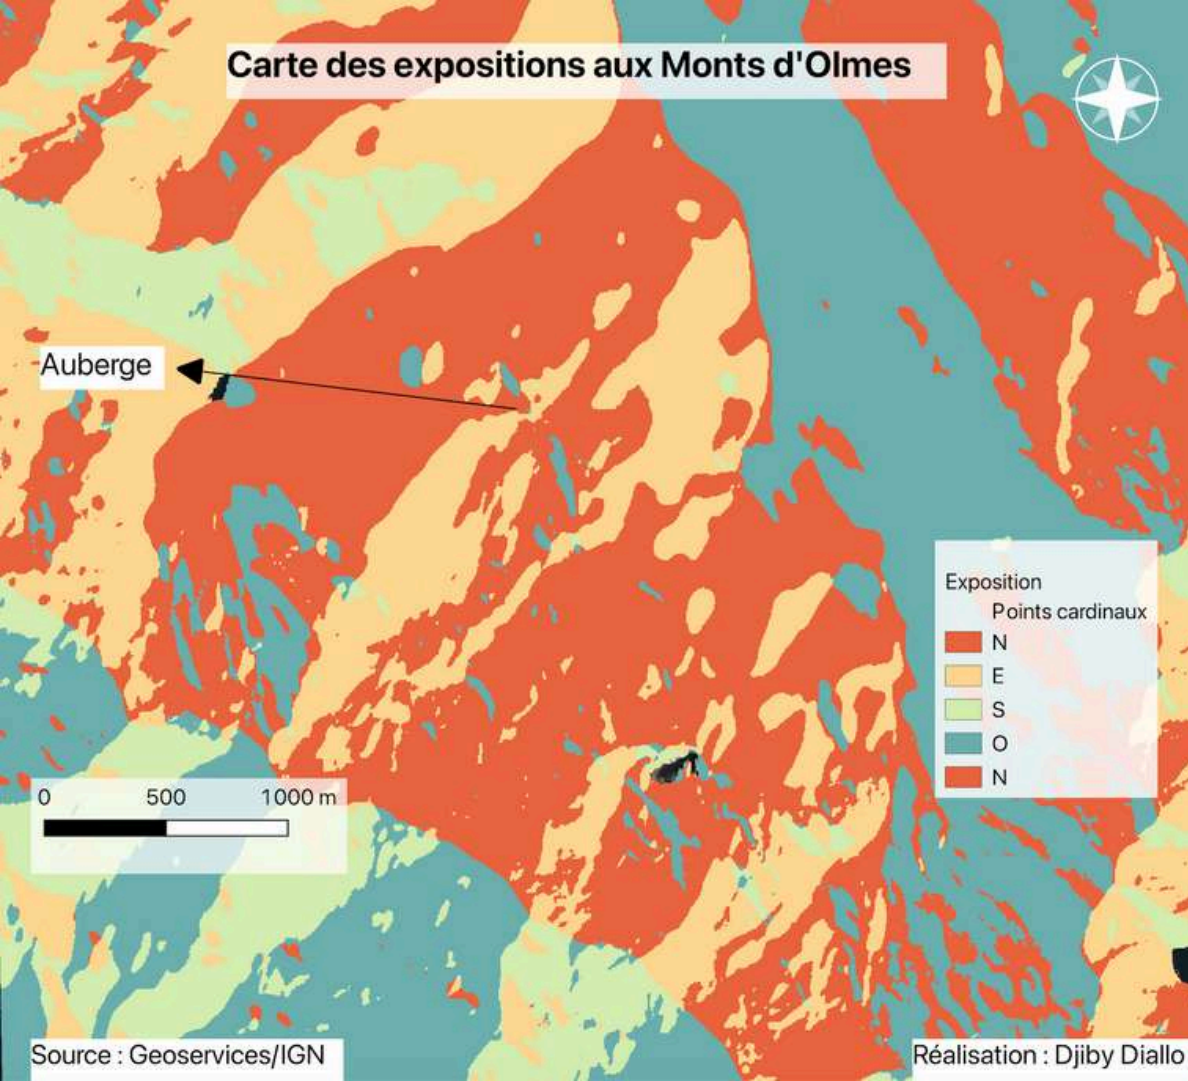 Carte des expositions aux Monts d'Olmes
Auberge
Exposition
Points cardinaux
N
E
S
O
N
0 500 1000 m
Source : Geoservices/IGN
Réalisation : Djiby Diallo